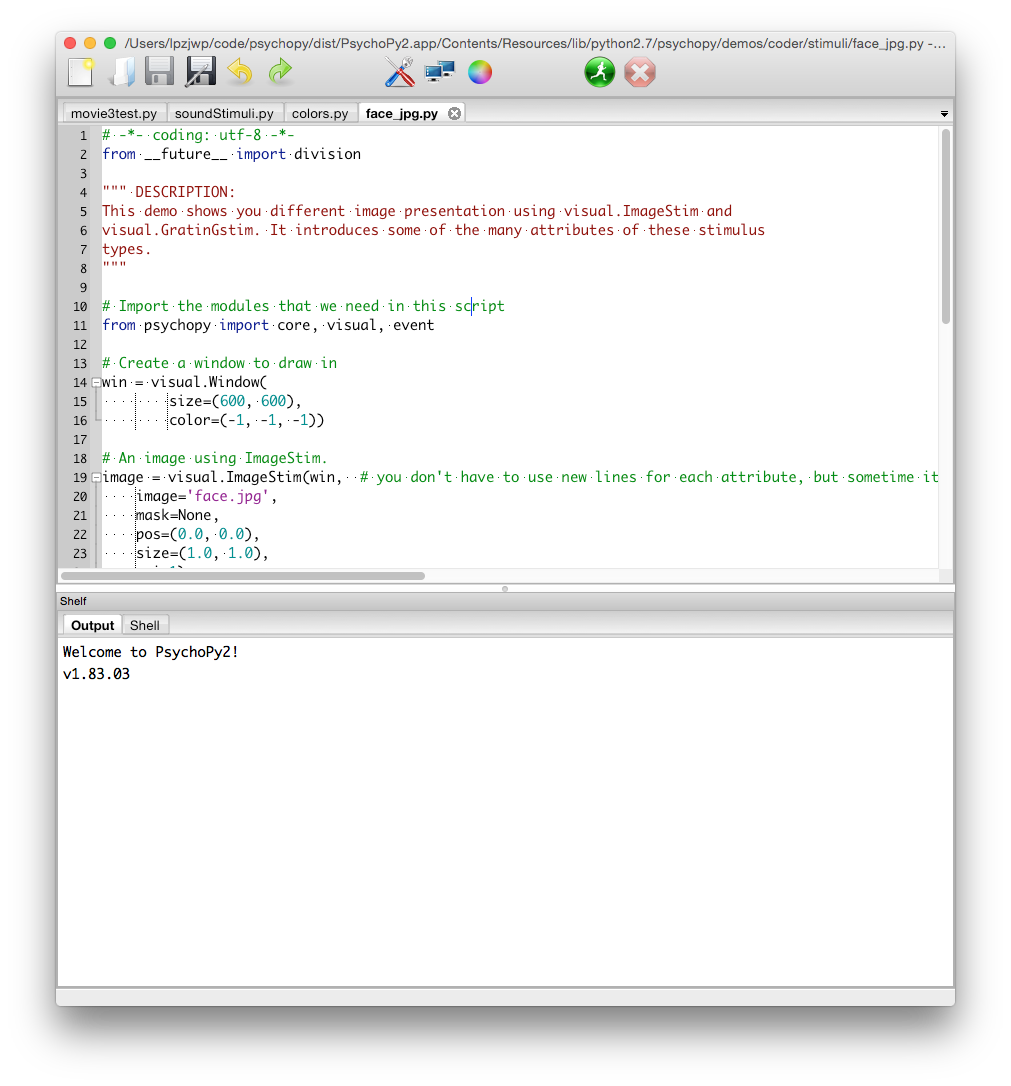 /Users/lpzjwp/code/psychopy/dist/PsychoPy2.app/Contents/Resources/lib/python2.7/psychopy/demos/coder/stimuli/face_jpg.py -...
movie3test.py soundStimuli.py colors.py face_jpg.py
1 # -*- coding: utf-8 -*-
2 from __future__ import division
3
4 """ DESCRIPTION:
5 This demo shows you different image presentation using visual.ImageStim and
6 visual.GratinGstim. It introduces some of the many attributes of these stimulus
7 types.
8 """
9
10 # Import the modules that we need in this script
11 from psychopy import core, visual, event
12
13 # Create a window to draw in
14 win = visual.Window(
15 size=(600, 600),
16 color=(-1, -1, -1))
17
18 # An image using ImageStim.
19 image = visual.ImageStim(win,  # you don't have to use new lines for each attribute, but sometime it
20 image='face.jpg',
21 mask=None,
22 pos=(0.0, 0.0),
23 size=(1.0, 1.0),
Shelf
Output Shell
Welcome to PsychoPy2!
v1.83.03